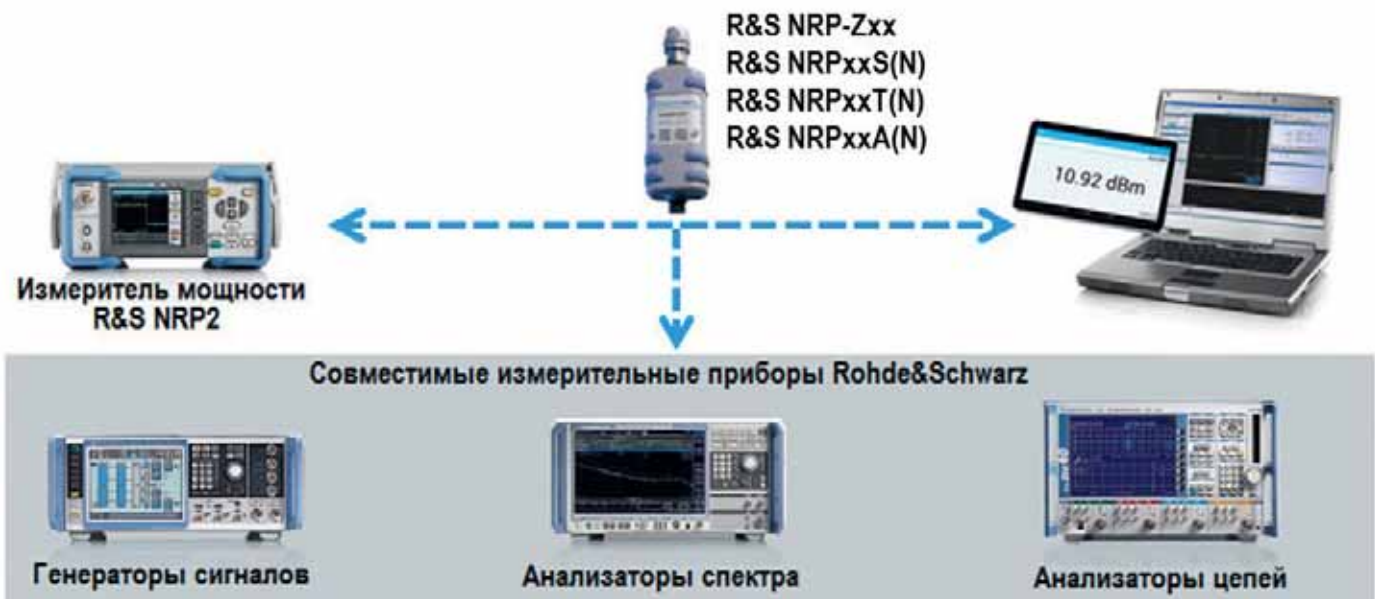 R&S NRP-Zxx
R&S NRPxxS(N)
R&S NRPxxT(N)
R&S NRPxxA(N)
10.92 dBm
Измеритель мощности
R&S NRP2
Совместимые измерительные приборы Rohde&Schwarz
Генераторы сигналов
Анализаторы спектра
Анализаторы цепей